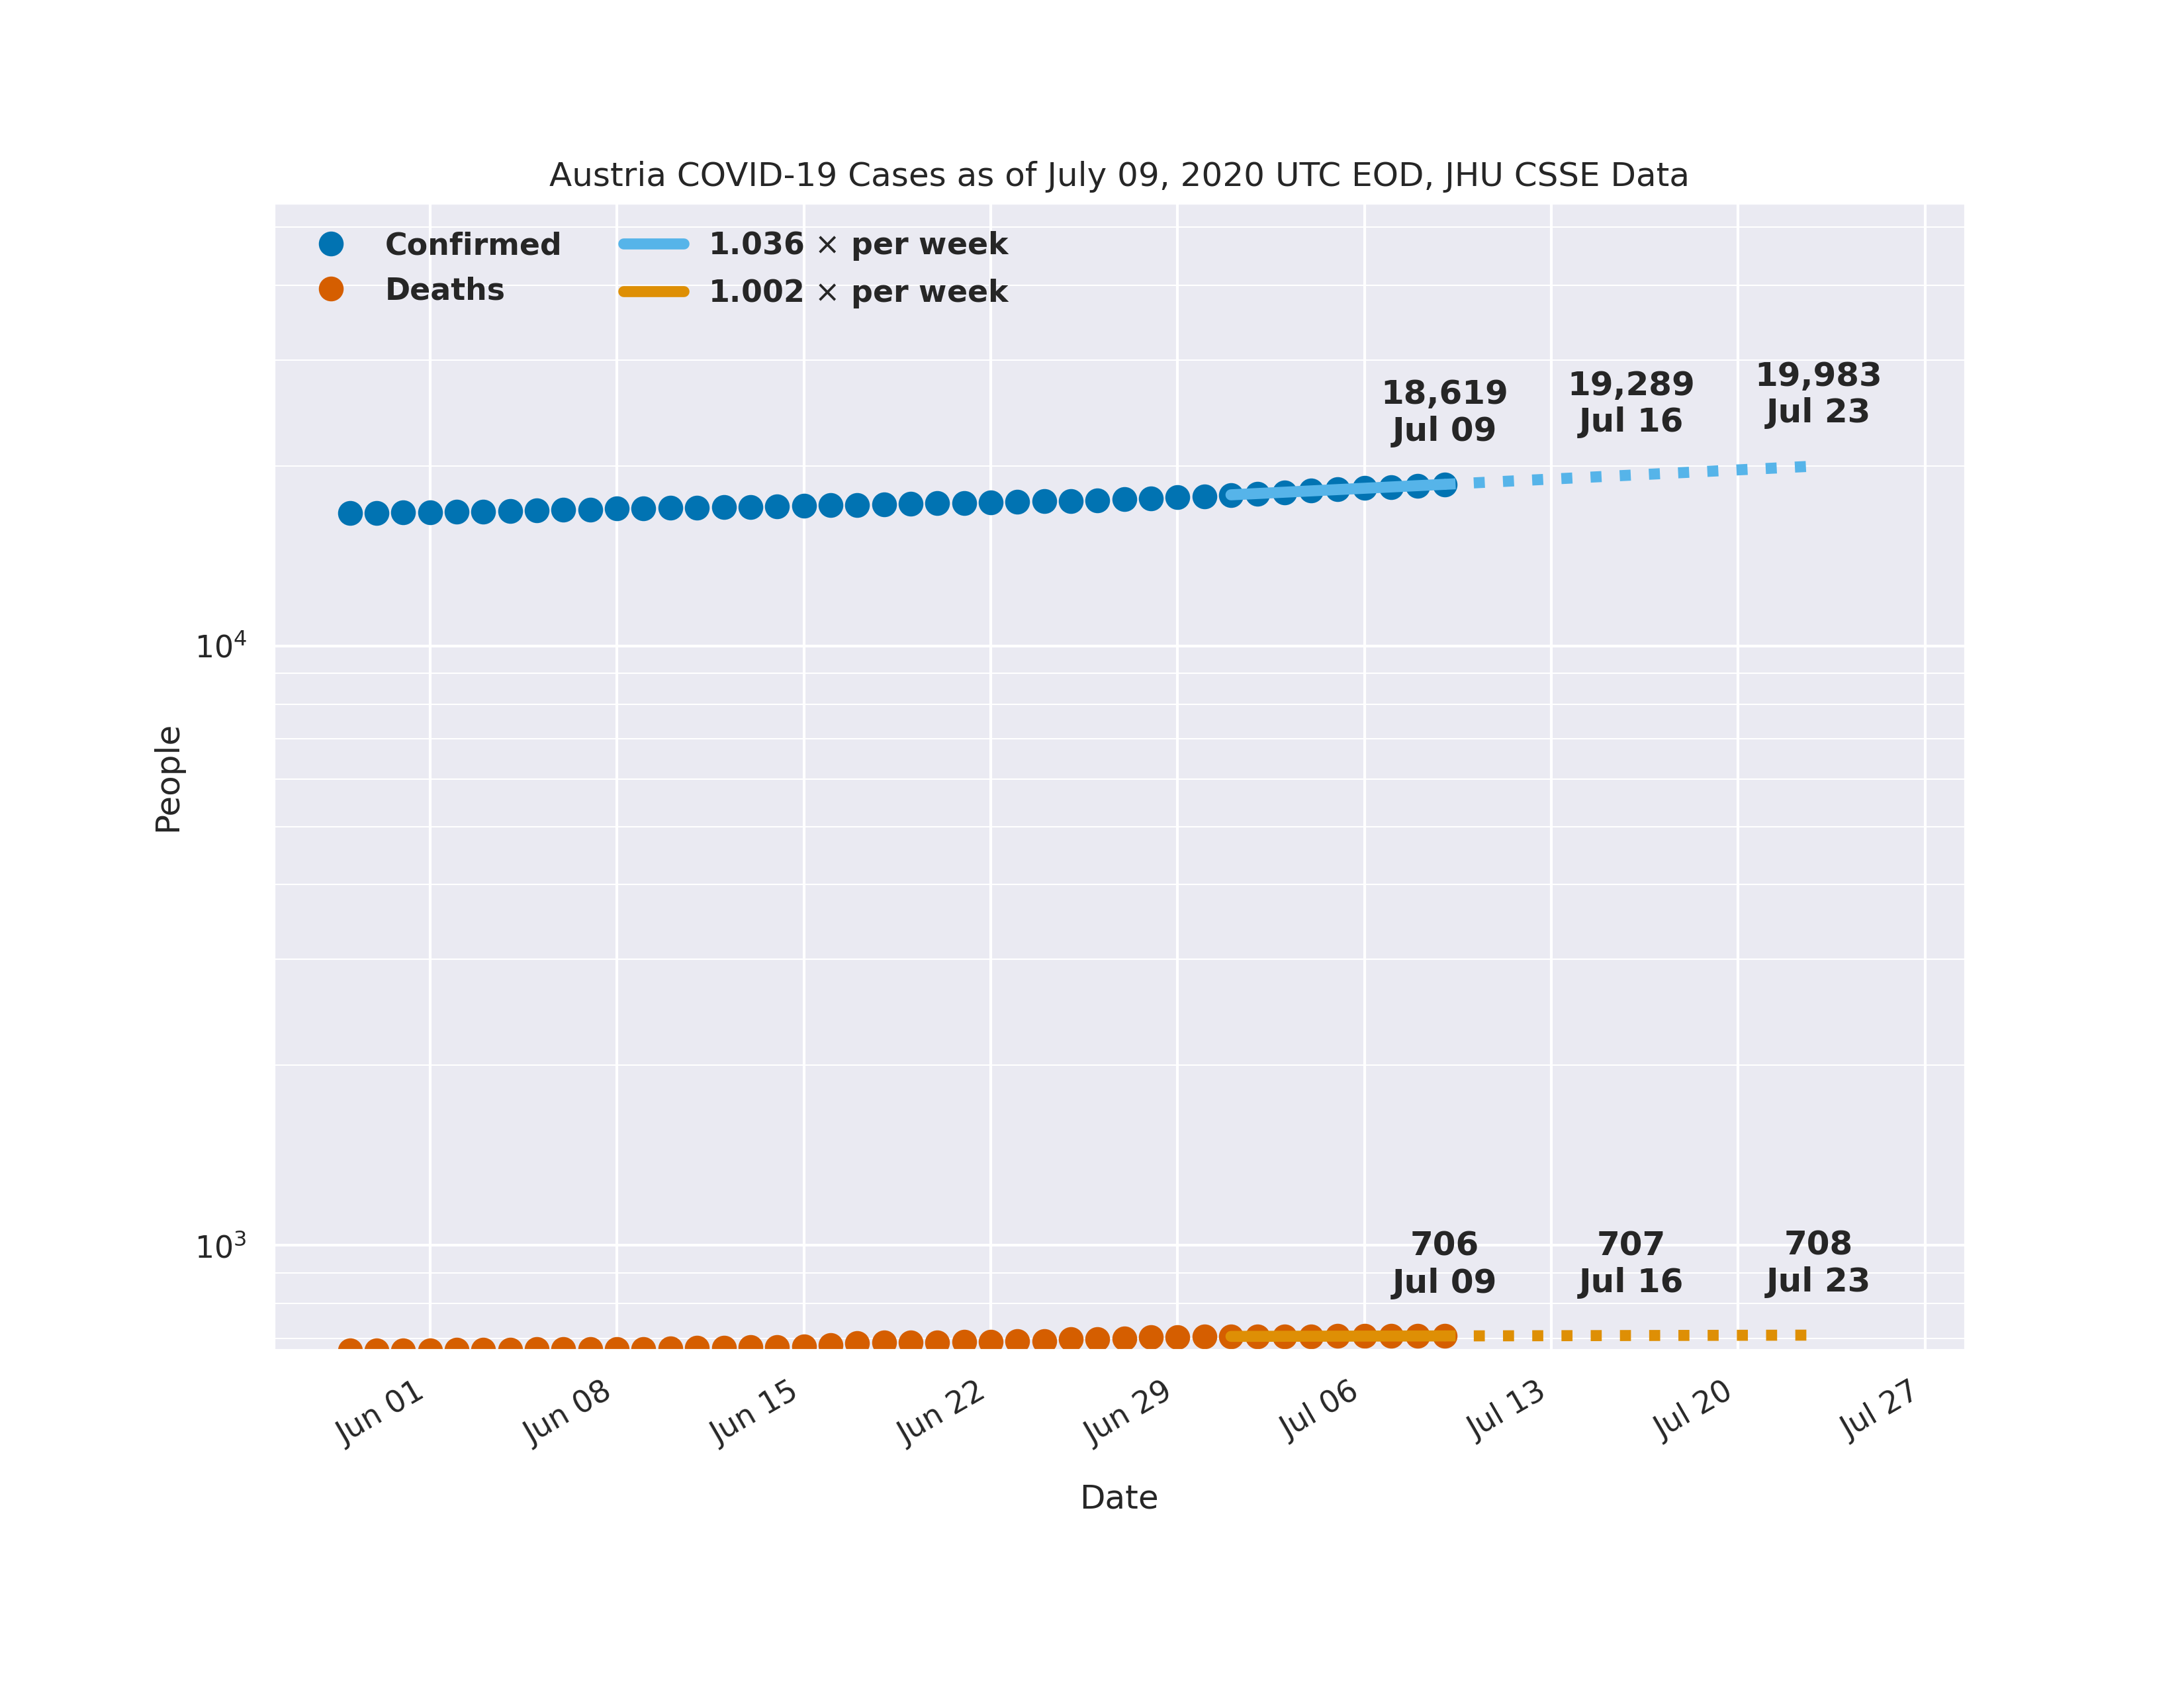 Austria COVID-19 Cases as of July 09, 2020 UTC EOD, JHU CSSE Data
Confirmed
Deaths
1.036 × per week
1.002 × per week
18,619
Jul 09
19,289
Jul 16
19,983
Jul 23
10⁴
People
10³
706
Jul 09
707
Jul 16
708
Jul 23
Jun 01
Jun 08
Jun 15
Jun 22
Jun 29
Jul 06
Jul 13
Jul 20
Jul 27
Date